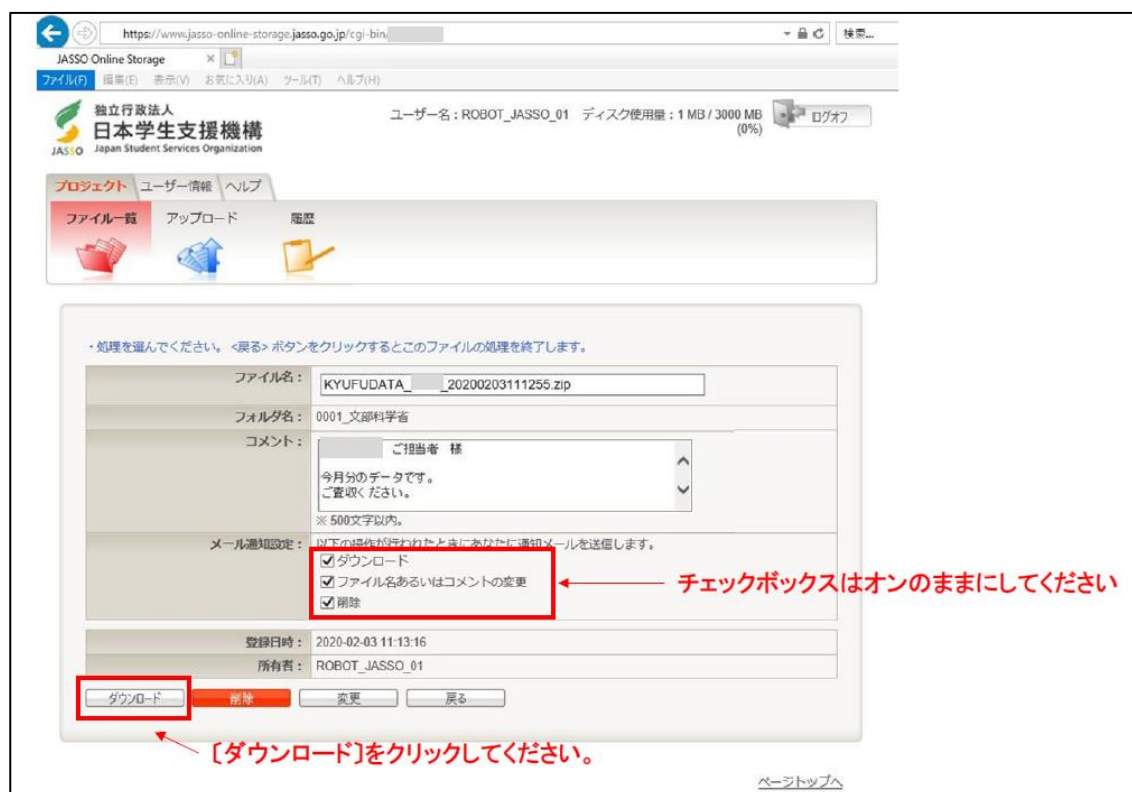 https://www.jasso-online-storage.jasso.go.jp/cgi-bin/
検索...
JASSO Online Storage
ファイル(F) 編集(E) 表示(V) お気に入り(A) ツール(T) ヘルプ(H)
独立行政法人
日本学生支援機構
JASSO Japan Student Services Organization
ユーザー名:ROBOT_JASSO_01 ディスク使用量:1 MB / 3000 MB
(0%)
ログオフ
プロジェクト ユーザー情報 ヘルプ
ファイル一覧 アップロード 履歴
・処理を選んでください。<戻る>ボタンをクリックするとこのファイルの処理を終了します。
ファイル名: KYUFUDATA_ _20200203111255.zip
フォルダ名: 0001_文部科学省
コメント: ご担当者 様
今月分のデータです。
ご査収ください。
※ 500文字以内。
メール通知設定: 以下の操作が行われたときにあなたに通知メールを送信します。
ダウンロード
ファイル名あるいはコメントの変更
削除
チェックボックスはオンのままにしてください
登録日時: 2020-02-03 11:13:16
所有者: ROBOT_JASSO_01
ダウンロード 削除 変更 戻る
〔ダウンロード〕をクリックしてください。
ページトップへ